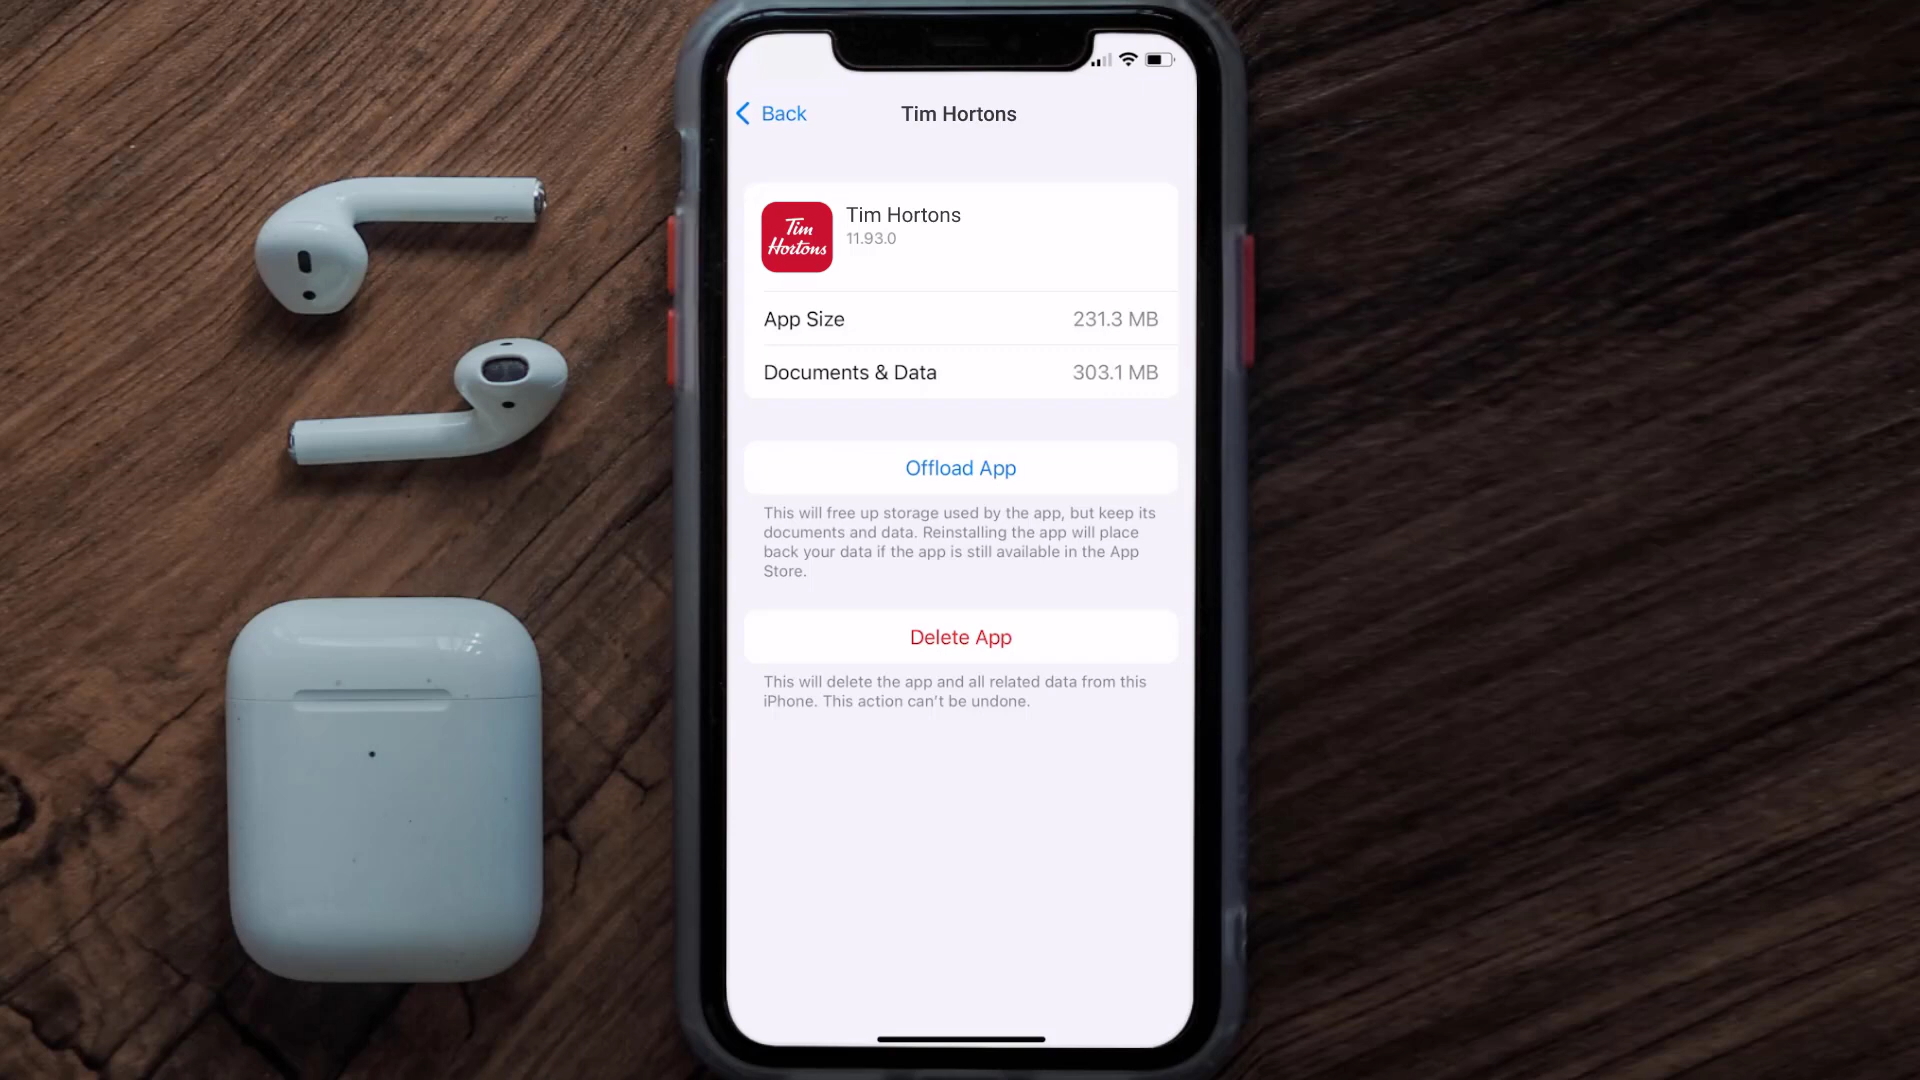 Back
Tim Hortons
Tim
Hortons
Tim Hortons
11.93.0
App Size 231.3 MB
Documents & Data 303.1 MB
Offload App
This will free up storage used by the app, but keep its
documents and data. Reinstalling the app will place
back your data if the app is still available in the App
Store.
Delete App
This will delete the app and all related data from this
iPhone. This action can't be undone.